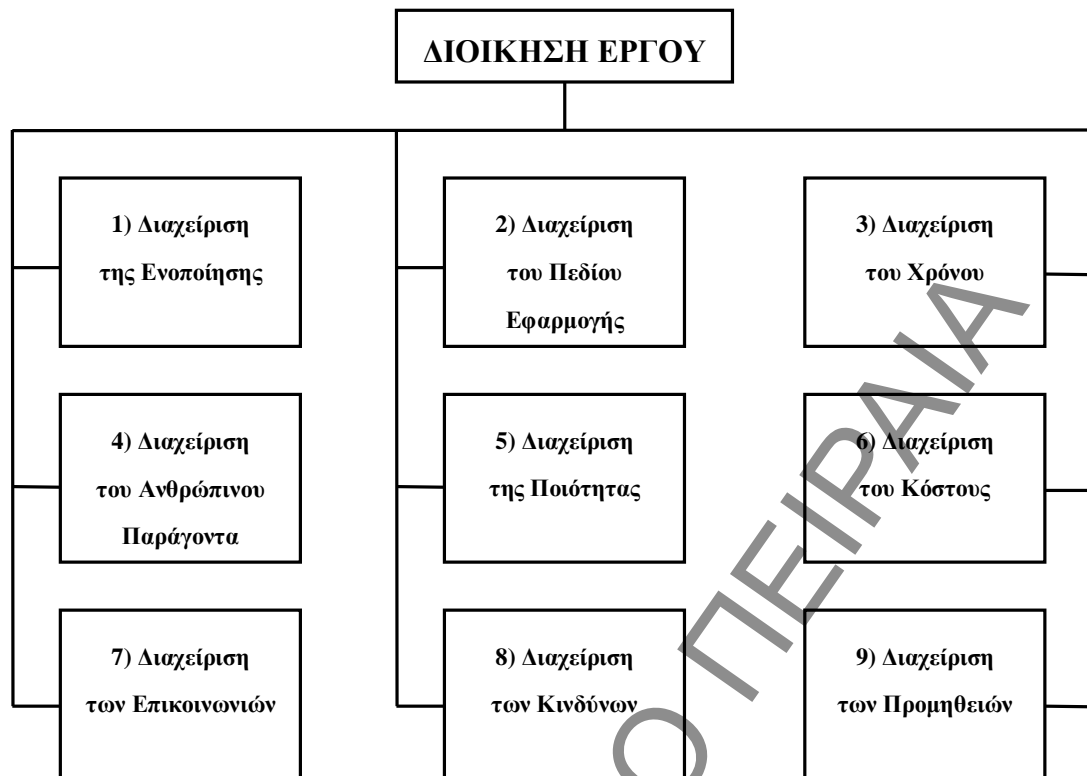 ΔΙΟΙΚΗΣΗ ΕΡΓΟΥ
1) Διαχείριση
της Ενοποίησης
2) Διαχείριση
του Πεδίου
Εφαρμογής
3) Διαχείριση
του Χρόνου
4) Διαχείριση
του Ανθρώπινου
Παράγοντα
5) Διαχείριση
της Ποιότητας
6) Διαχείριση
του Κόστους
7) Διαχείριση
των Επικοινωνιών
8) Διαχείριση
των Κινδύνων
9) Διαχείριση
των Προμηθειών
Ο ΠΕΙΡΑΙΑ